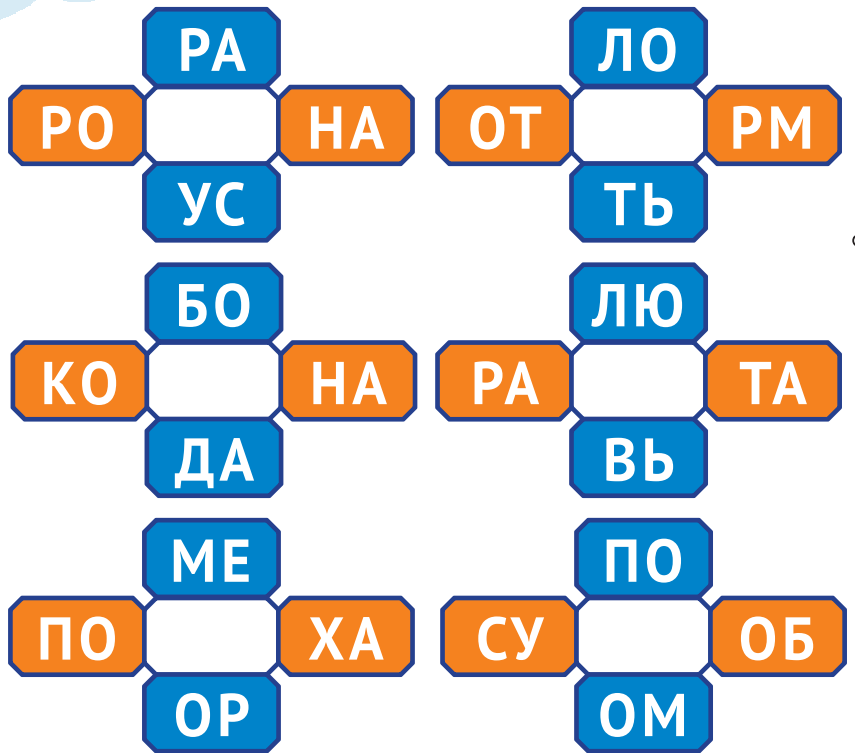 РА ЛО
РО НА ОТ РМ
УС ТЬ
БО ЛЮ
КО НА РА ТА
ДА ВЬ
МЕ ПО
ПО ХА СУ ОБ
ОР ОМ